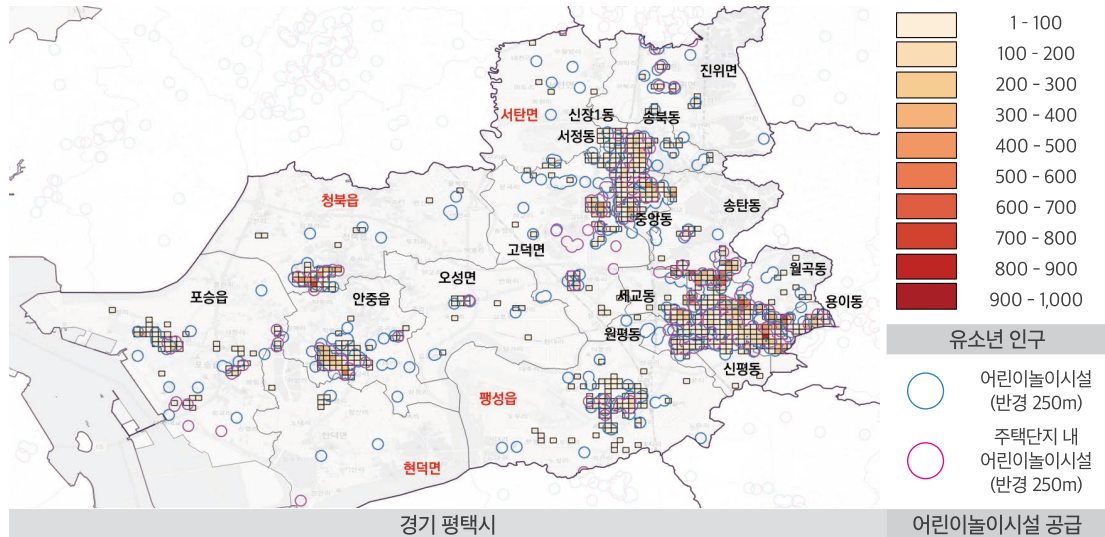 진위면
서탄면
신장1동
송북동
서정동
청북읍
송탄동
중앙동
고덕면
월곡동
포승읍
안중읍
오성면
세교동
용이동
원평동
신평동
팽성읍
현덕면
경기 평택시
1 - 100
100 - 200
200 - 300
300 - 400
400 - 500
500 - 600
600 - 700
700 - 800
800 - 900
900 - 1,000
유소년 인구
어린이놀이시설
(반경 250m)
주택단지 내
어린이놀이시설
(반경 250m)
어린이놀이시설 공급